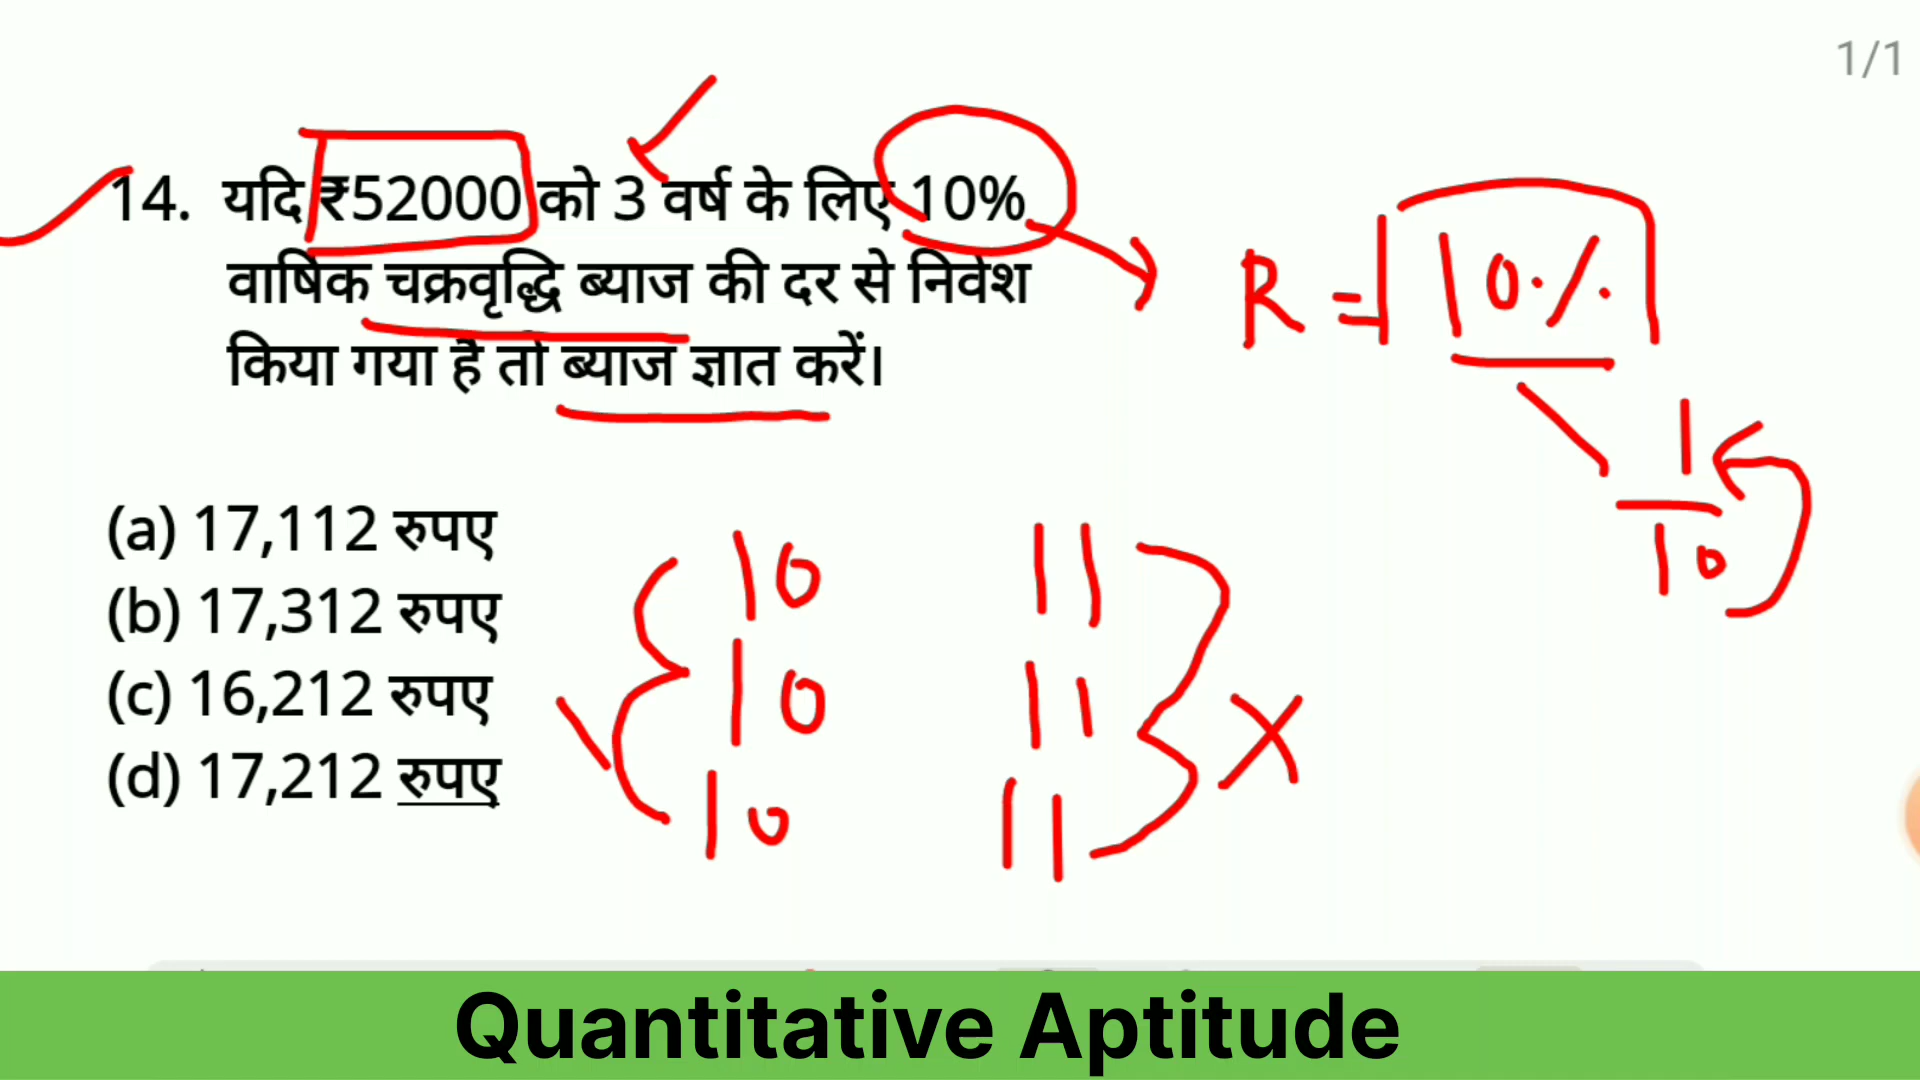 1/1
14. यदि ₹52000 को 3 वर्ष के लिए 10%
वार्षिक चक्रवृद्धि ब्याज की दर से निवेश
किया गया है तो ब्याज ज्ञात करें।
R = 10%
1
10
(a) 17,112 रुपए
(b) 17,312 रुपए
(c) 16,212 रुपए
(d) 17,212 रुपए
10 11
10 11
10 11
Quantitative Aptitude